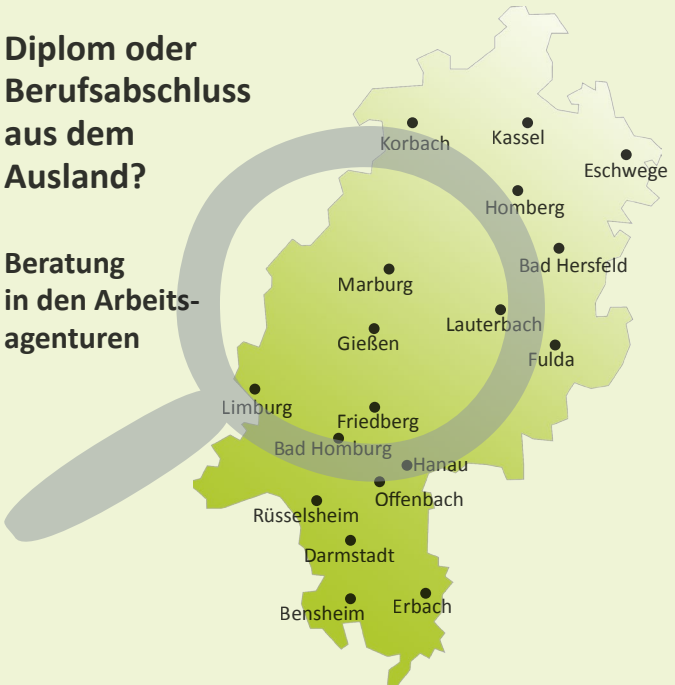 Diplom oder
Berufsabschluss
aus dem
Ausland?
Beratung
in den Arbeits-
agenturen
Korbach
Kassel
Eschwege
Homberg
Bad Hersfeld
Marburg
Lauterbach
Gießen
Fulda
Limburg
Friedberg
Bad Homburg
Hanau
Offenbach
Rüsselsheim
Darmstadt
Bensheim
Erbach